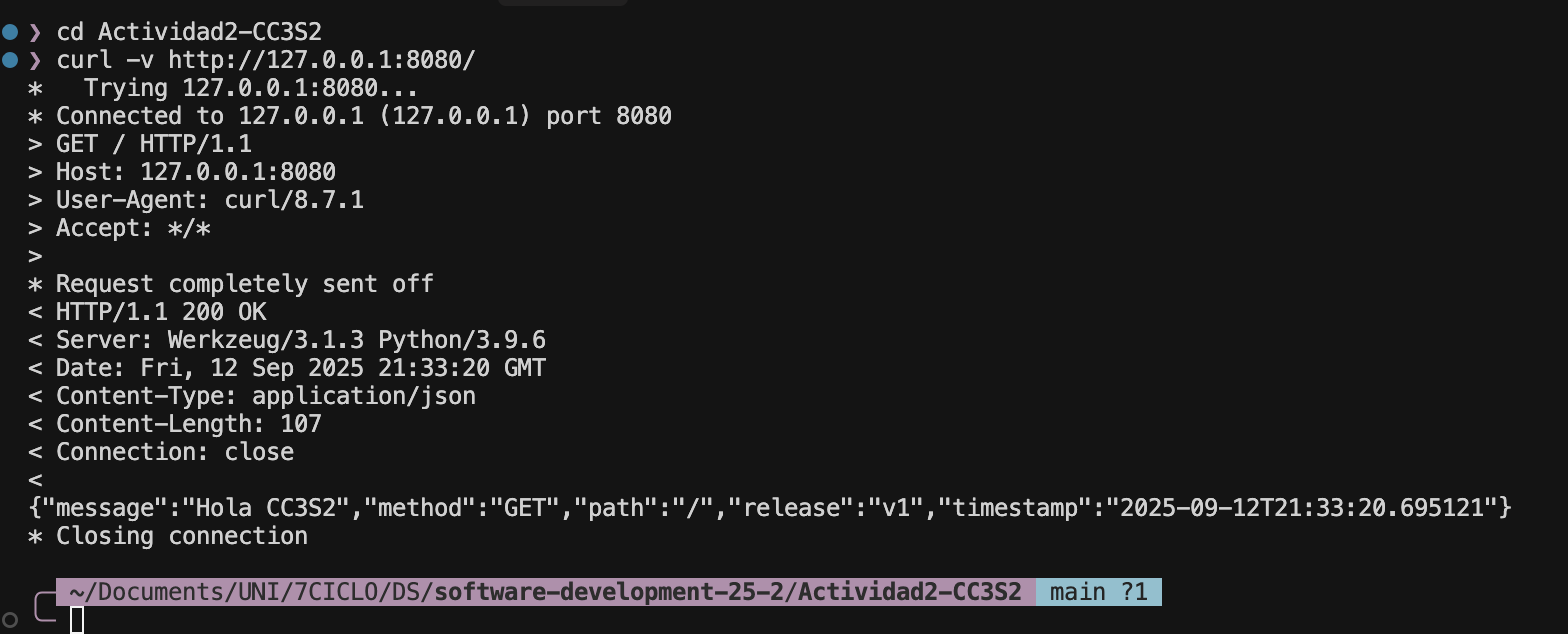 ❯ cd Actividad2-CC3S2
❯ curl -v http://127.0.0.1:8080/
*   Trying 127.0.0.1:8080...
* Connected to 127.0.0.1 (127.0.0.1) port 8080
> GET / HTTP/1.1
> Host: 127.0.0.1:8080
> User-Agent: curl/8.7.1
> Accept: */*
>
* Request completely sent off
< HTTP/1.1 200 OK
< Server: Werkzeug/3.1.3 Python/3.9.6
< Date: Fri, 12 Sep 2025 21:33:20 GMT
< Content-Type: application/json
< Content-Length: 107
< Connection: close
<
{"message":"Hola CC3S2","method":"GET","path":"/","release":"v1","timestamp":"2025-09-12T21:33:20.695121"}
* Closing connection
~/Documents/UNI/7CICLO/DS/software-development-25-2/Actividad2-CC3S2 main ?1